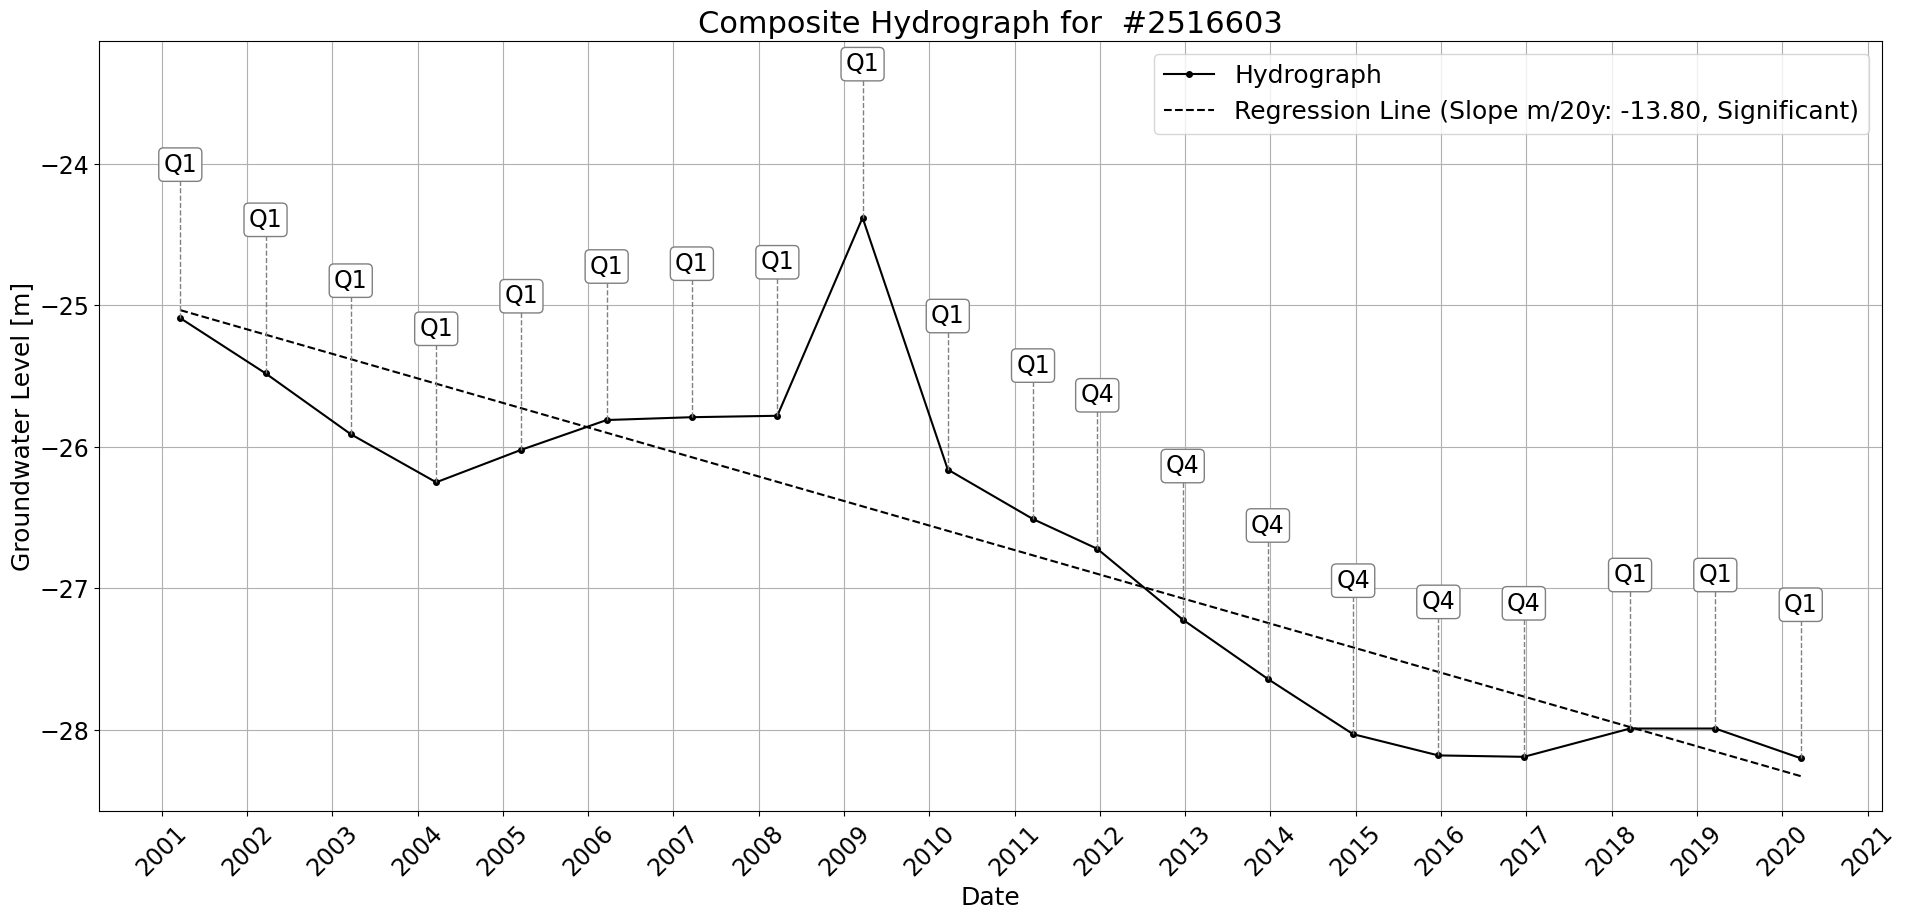 Composite Hydrograph for  #2516603
Hydrograph
Regression Line (Slope m/20y: -13.80, Significant)
Q1
Q1
Q1
Q1
Q1
Q1
Q1
Q1
Q1
Q1
Q1
Q4
Q4
Q4
Q4
Q4
Q4
Q1
Q1
Q1
Groundwater Level [m]
−24
−25
−26
−27
−28
2001
2002
2003
2004
2005
2006
2007
2008
2009
2010
2011
2012
2013
2014
2015
2016
2017
2018
2019
2020
2021
Date